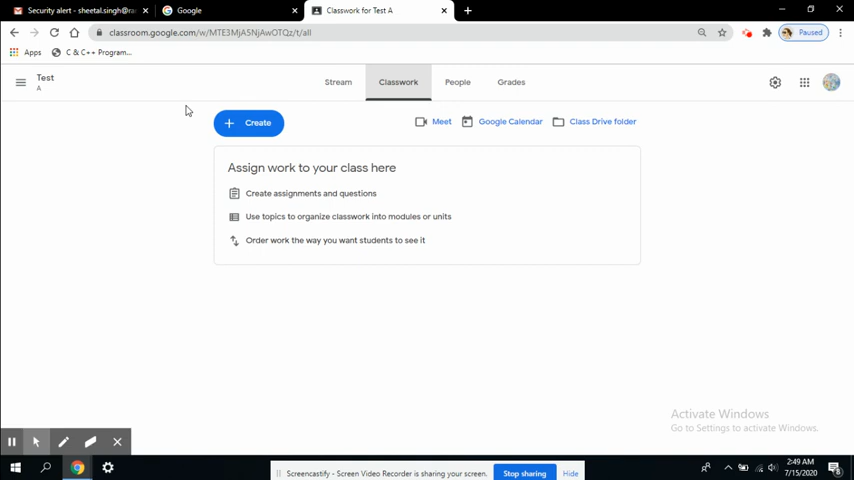 Security alert - sheetal.singh@ra
Google
Classwork for Test A
classroom.google.com/w/MTE3MjA5NjAwOTQz/t/all
Paused
Apps
C & C++ Program...
Test
A
Stream
Classwork
People
Grades
Create
Meet
Google Calendar
Class Drive folder
Assign work to your class here
Create assignments and questions
Use topics to organize classwork into modules or units
Order work the way you want students to see it
Activate Windows
Go to Settings to activate Windows.
Screencastify - Screen Video Recorder is sharing your screen.
Stop sharing
Hide
2:49 AM
7/15/2020